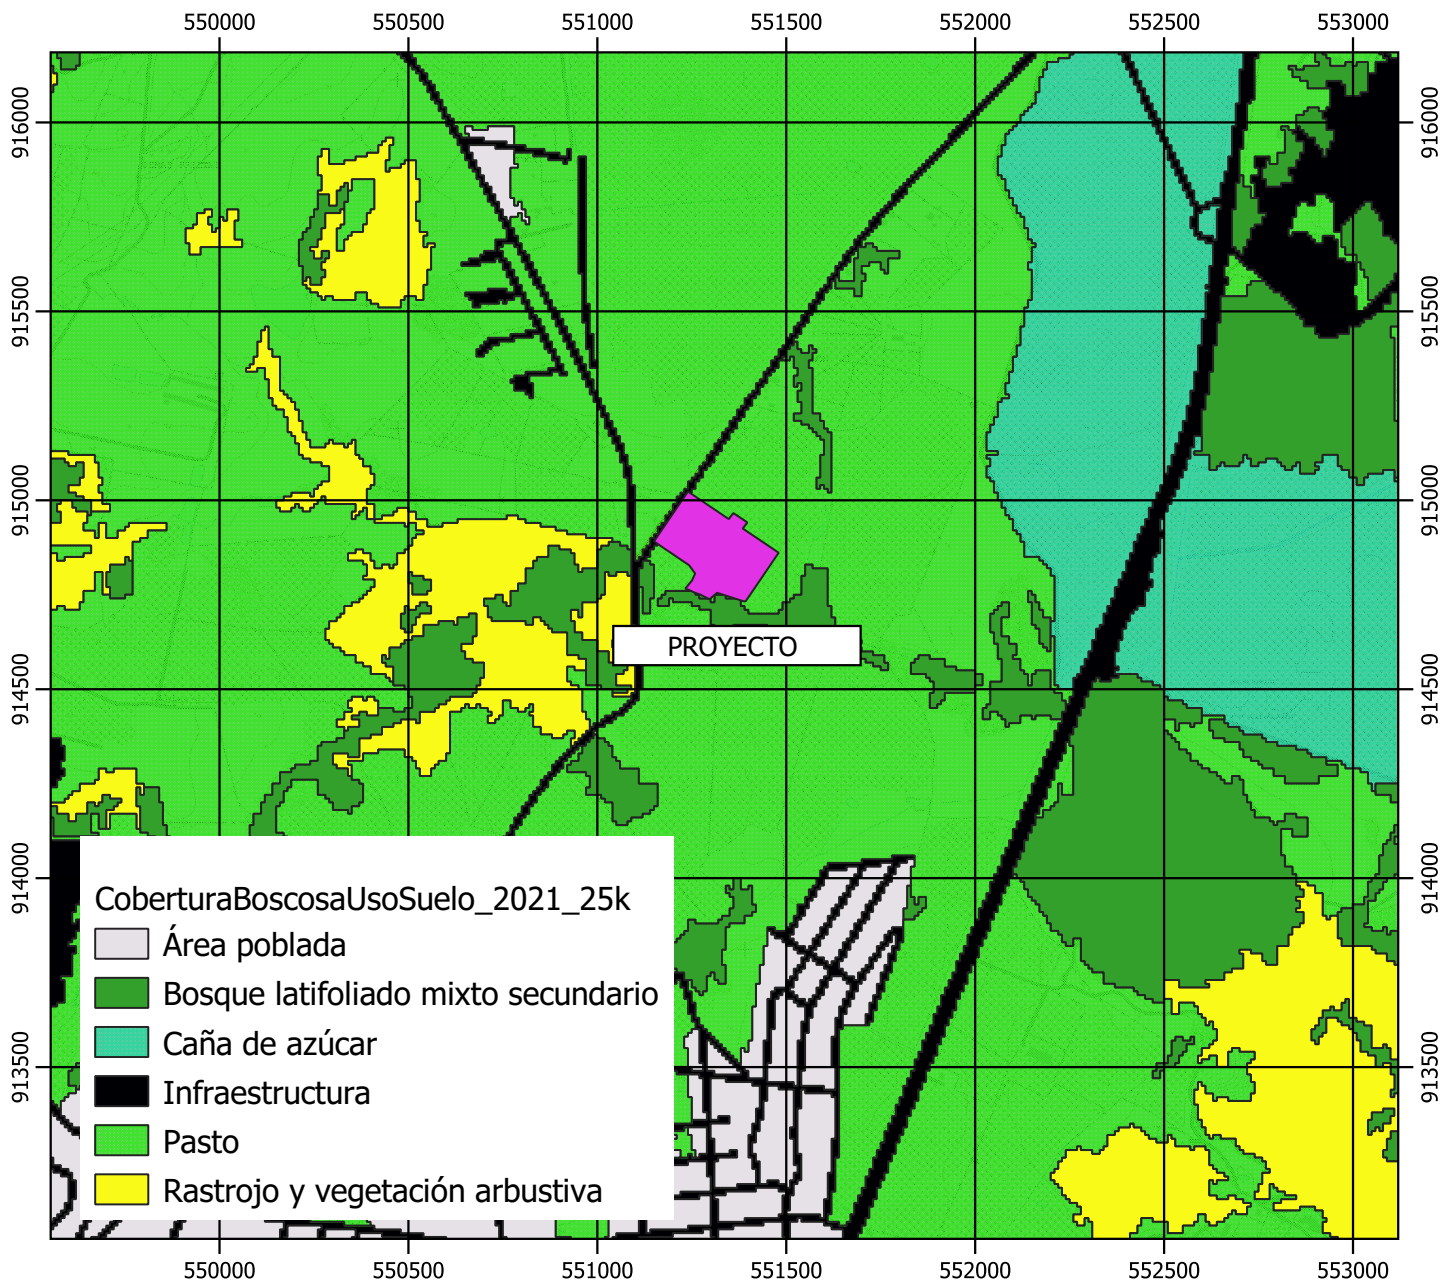 550000 550500 551000 551500 552000 552500 553000
916000 916000
915500 915500
915000 915000
PROYECTO
914500 914500
914000 914000
CoberturaBoscosaUsoSuelo_2021_25k
Área poblada
Bosque latifoliado mixto secundario
Caña de azúcar
913500 913500
Infraestructura
Pasto
Rastrojo y vegetación arbustiva
550000 550500 551000 551500 552000 552500 553000